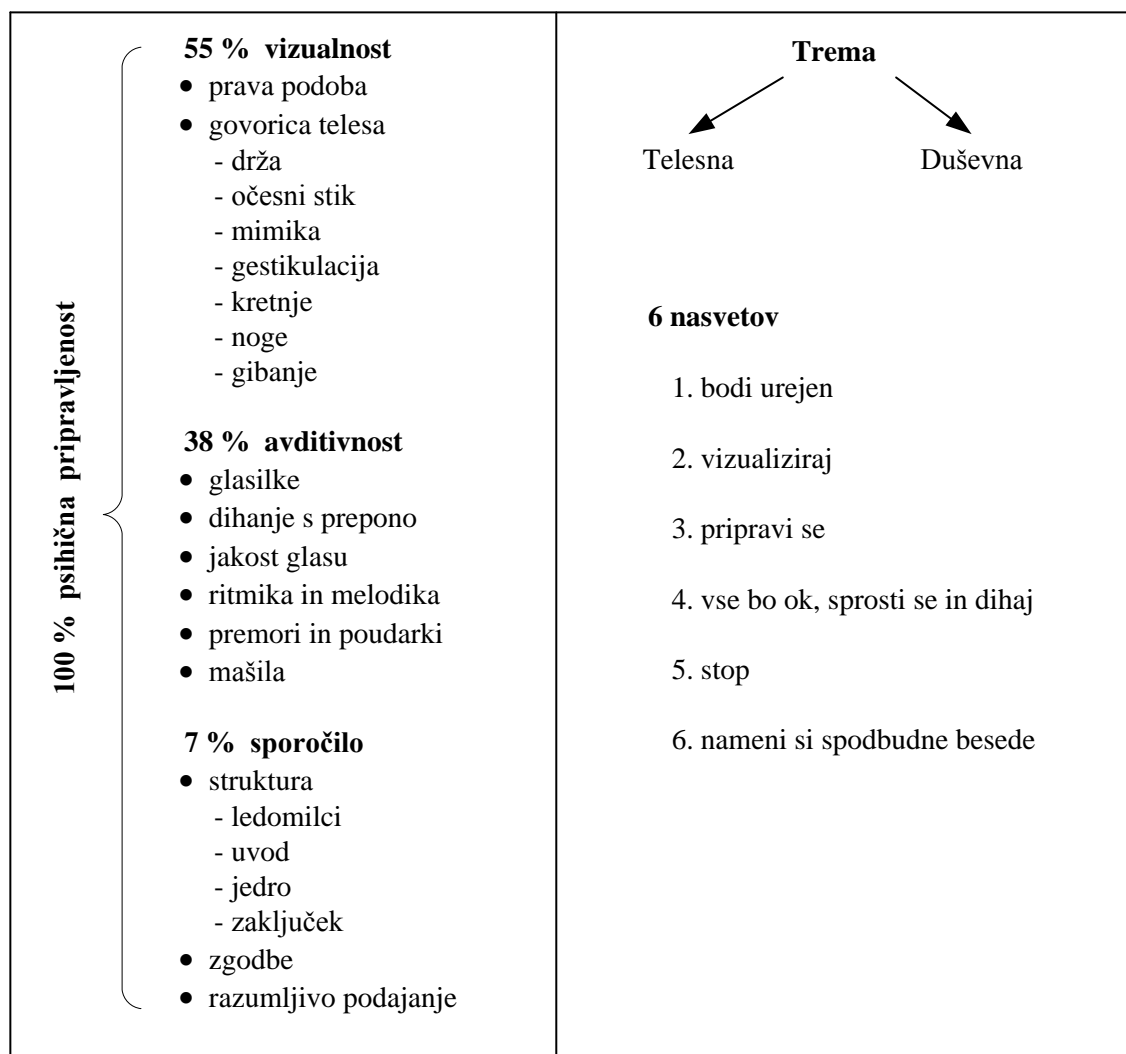 100 % psihična pripravljenost
55 % vizualnost
• prava podoba
• govorica telesa
- drža
- očesni stik
- mimika
- gestikulacija
- kretnje
- noge
- gibanje
38 % avditivnost
• glasilke
• dihanje s prepono
• jakost glasu
• ritmika in melodika
• premori in poudarki
• mašila
7 % sporočilo
• struktura
- ledomilci
- uvod
- jedro
- zaključek
• zgodbe
• razumljivo podajanje
Trema
Telesna Duševna
6 nasvetov
1. bodi urejen
2. vizualiziraj
3. pripravi se
4. vse bo ok, sprosti se in dihaj
5. stop
6. nameni si spodbudne besede